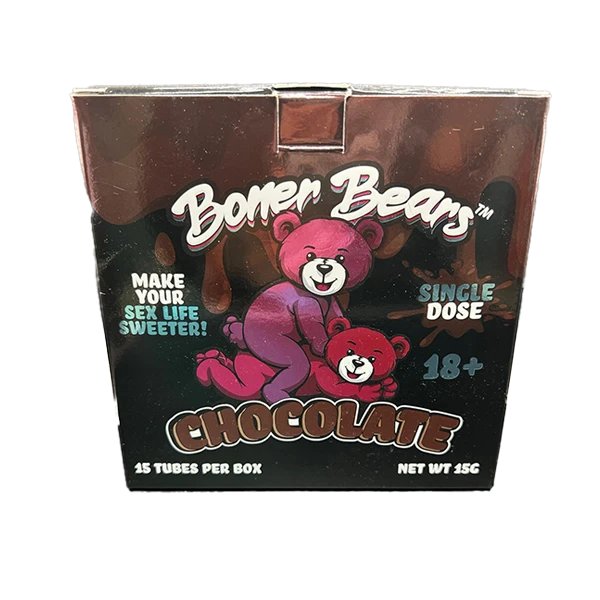 Boner Bears™
MAKE
YOUR
SEX LIFE
SWEETER!
SINGLE
DOSE
18+
CHOCOLATE
15 TUBES PER BOX
NET WT 15G